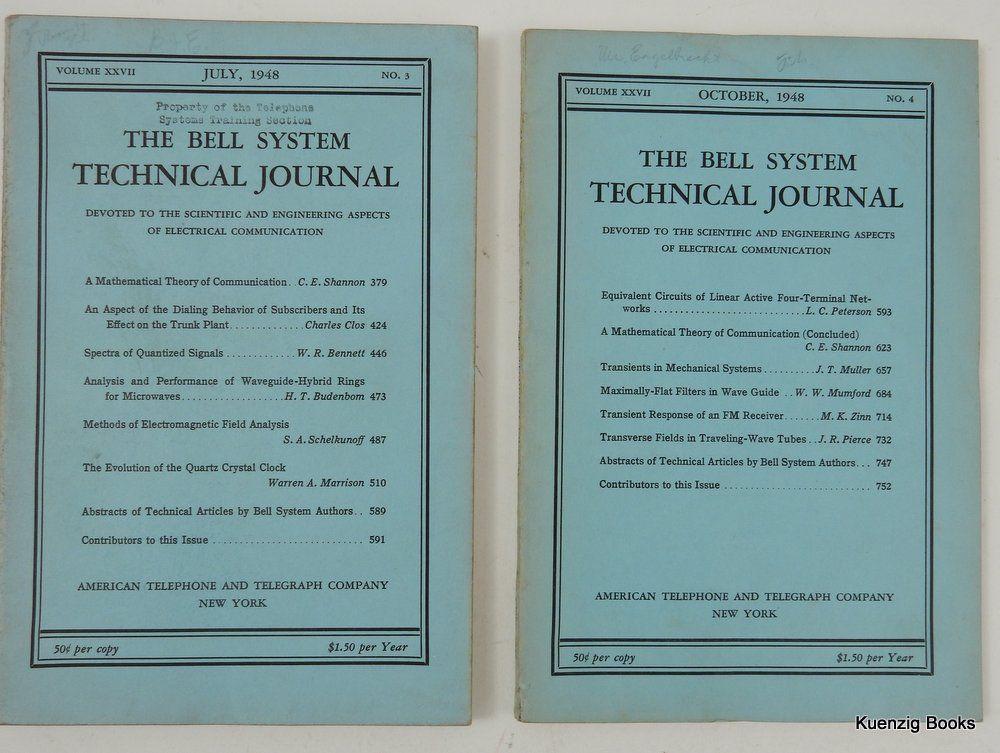 VOLUME XXVII JULY, 1948 NO. 3
Property of the Telephone
Systems Training Section
THE BELL SYSTEM
TECHNICAL JOURNAL
DEVOTED TO THE SCIENTIFIC AND ENGINEERING ASPECTS
OF ELECTRICAL COMMUNICATION
A Mathematical Theory of Communication. C. E. Shannon 379
An Aspect of the Dialing Behavior of Subscribers and Its
Effect on the Trunk Plant.............Charles Clos 424
Spectra of Quantized Signals .............W. R. Bennett 446
Analysis and Performance of Waveguide-Hybrid Rings
for Microwaves..................H. T. Budenbom 473
Methods of Electromagnetic Field Analysis
S. A. Schelkunoff 487
The Evolution of the Quartz Crystal Clock
Warren A. Marrison 510
Abstracts of Technical Articles by Bell System Authors.. 589
Contributors to this Issue ........................... 591
AMERICAN TELEPHONE AND TELEGRAPH COMPANY
NEW YORK
50¢ per copy $1.50 per Year
Mr. Engelbrecht
VOLUME XXVII OCTOBER, 1948 NO. 4
THE BELL SYSTEM
TECHNICAL JOURNAL
DEVOTED TO THE SCIENTIFIC AND ENGINEERING ASPECTS
OF ELECTRICAL COMMUNICATION
Equivalent Circuits of Linear Active Four-Terminal Net-
works ............................L. C. Peterson 593
A Mathematical Theory of Communication (Concluded)
C. E. Shannon 623
Transients in Mechanical Systems ..........J. T. Muller 657
Maximally-Flat Filters in Wave Guide ..W. W. Mumford 684
Transient Response of an FM Receiver.......M. K. Zinn 714
Transverse Fields in Traveling-Wave Tubes..J. R. Pierce 732
Abstracts of Technical Articles by Bell System Authors... 747
Contributors to this Issue ........................... 752
AMERICAN TELEPHONE AND TELEGRAPH COMPANY
NEW YORK
50¢ per copy $1.50 per Year
Kuenzig Books